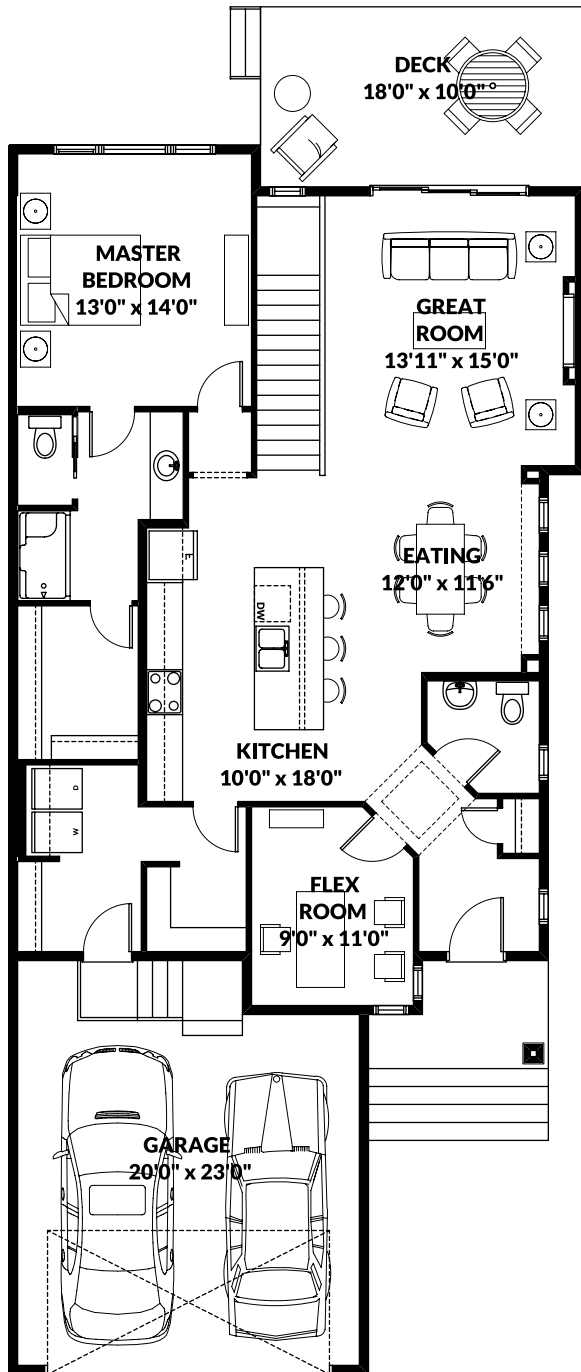 DECK
18'0" x 10'0"
MASTER
BEDROOM
13'0" x 14'0"
GREAT
ROOM
13'11" x 15'0"
F
EATING
12'0" x 11'6"
DW
KITCHEN
10'0" x 18'0"
D
W
FLEX
ROOM
9'0" x 11'0"
GARAGE
20'0" x 23'0"